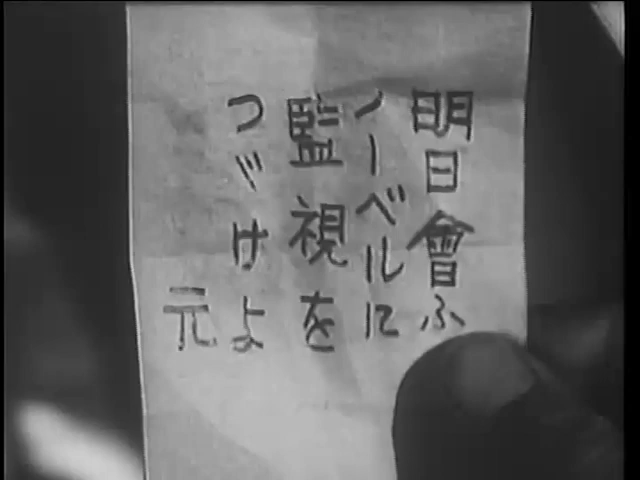 明日會ふ
ノーベルに
監視を
つゞけよ
元